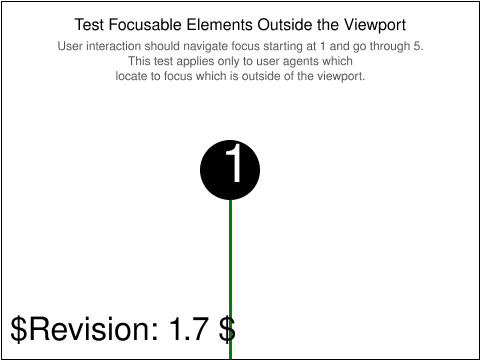 Test Focusable Elements Outside the Viewport
User interaction should navigate focus starting at 1 and go through 5.
This test applies only to user agents which
locate to focus which is outside of the viewport.
1
$Revision: 1.7 $